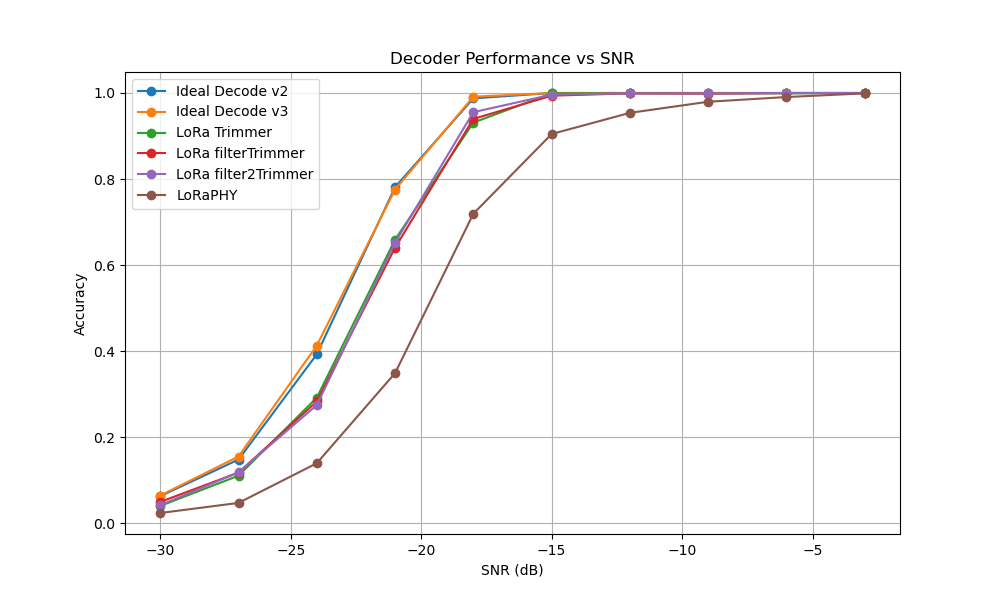 Decoder Performance vs SNR
Ideal Decode v2
Ideal Decode v3
LoRa Trimmer
LoRa filterTrimmer
LoRa filter2Trimmer
LoRaPHY
1.0
0.8
0.6
0.4
0.2
0.0
Accuracy
−30 −25 −20 −15 −10 −5
SNR (dB)